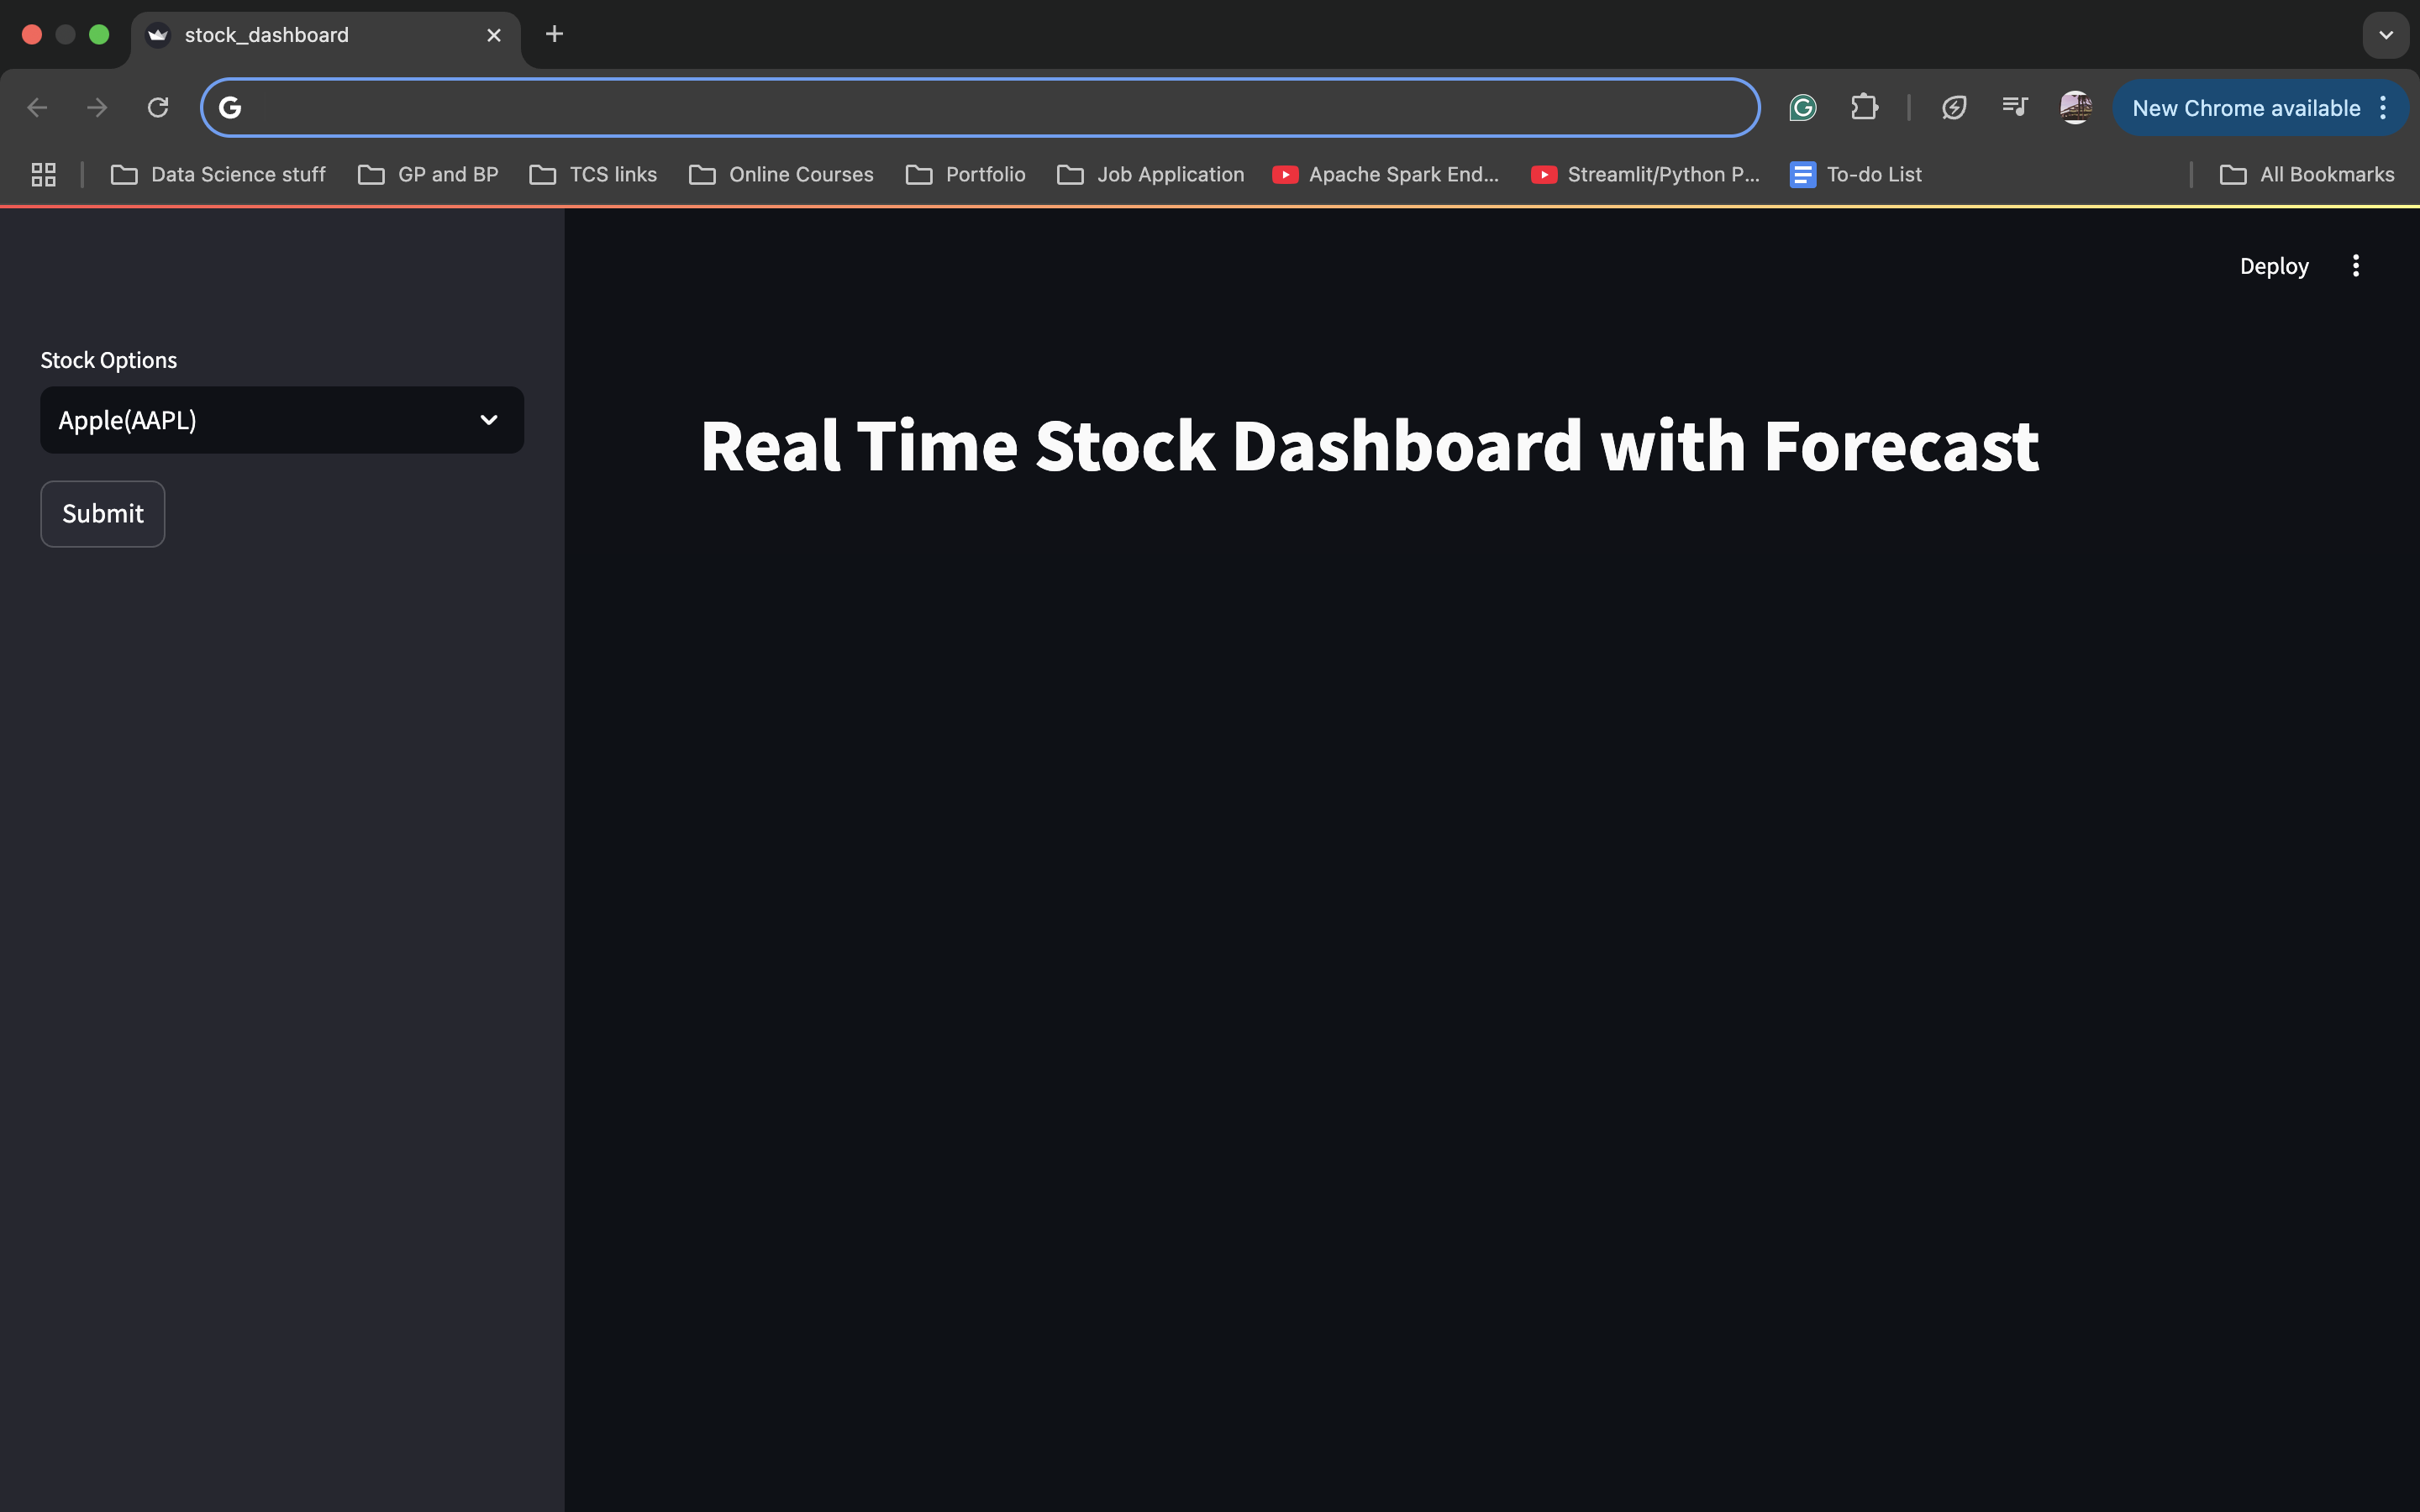 stock_dashboard
New Chrome available
Data Science stuff GP and BP TCS links Online Courses Portfolio Job Application Apache Spark End... Streamlit/Python P... To-do List All Bookmarks
Deploy
Stock Options
Apple(AAPL)
Submit
Real Time Stock Dashboard with Forecast